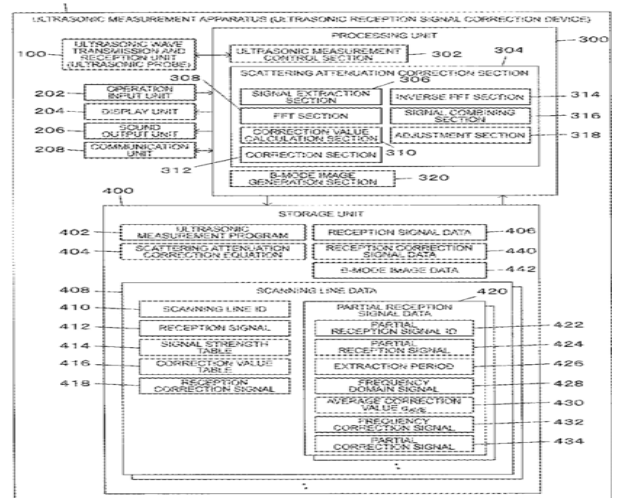 ULTRASONIC MEASUREMENT APPARATUS (ULTRASONIC RECEPTION SIGNAL CORRECTION DEVICE)
PROCESSING UNIT
300
100
ULTRASONIC WAVE
TRANSMISSION AND
RECEPTION UNIT
(ULTRASONIC PROBE)
ULTRASONIC MEASUREMENT
CONTROL SECTION
302
304
SCATTERING ATTENUATION CORRECTION SECTION
308
306
SIGNAL EXTRACTION
SECTION
INVERSE FFT SECTION
314
202
OPERATION
INPUT UNIT
FFT SECTION
SIGNAL COMBINING
SECTION
316
204
DISPLAY UNIT
206
SOUND
OUTPUT UNIT
CORRECTION VALUE
CALCULATION SECTION
310
ADJUSTMENT SECTION
318
208
COMMUNICATION
UNIT
312
CORRECTION SECTION
B-MODE IMAGE
GENERATION SECTION
320
400
STORAGE UNIT
402
ULTRASONIC
MEASUREMENT PROGRAM
RECEPTION SIGNAL DATA
406
404
SCATTERING ATTENUATION
CORRECTION EQUATION
RECEPTION CORRECTION
SIGNAL DATA
440
B-MODE IMAGE DATA
442
408
SCANNING LINE DATA
410
SCANNING LINE ID
PARTIAL RECEPTION
SIGNAL DATA
420
412
RECEPTION SIGNAL
PARTIAL
RECEPTION SIGNAL ID
422
414
SIGNAL STRENGTH
TABLE
PARTIAL
RECEPTION SIGNAL
424
416
CORRECTION VALUE
TABLE
EXTRACTION PERIOD
426
418
RECEPTION
CORRECTION SIGNAL
FREQUENCY
DOMAIN SIGNAL
428
AVERAGE CORRECTION
VALUE
430
FREQUENCY
CORRECTION SIGNAL
432
PARTIAL
CORRECTION SIGNAL
434